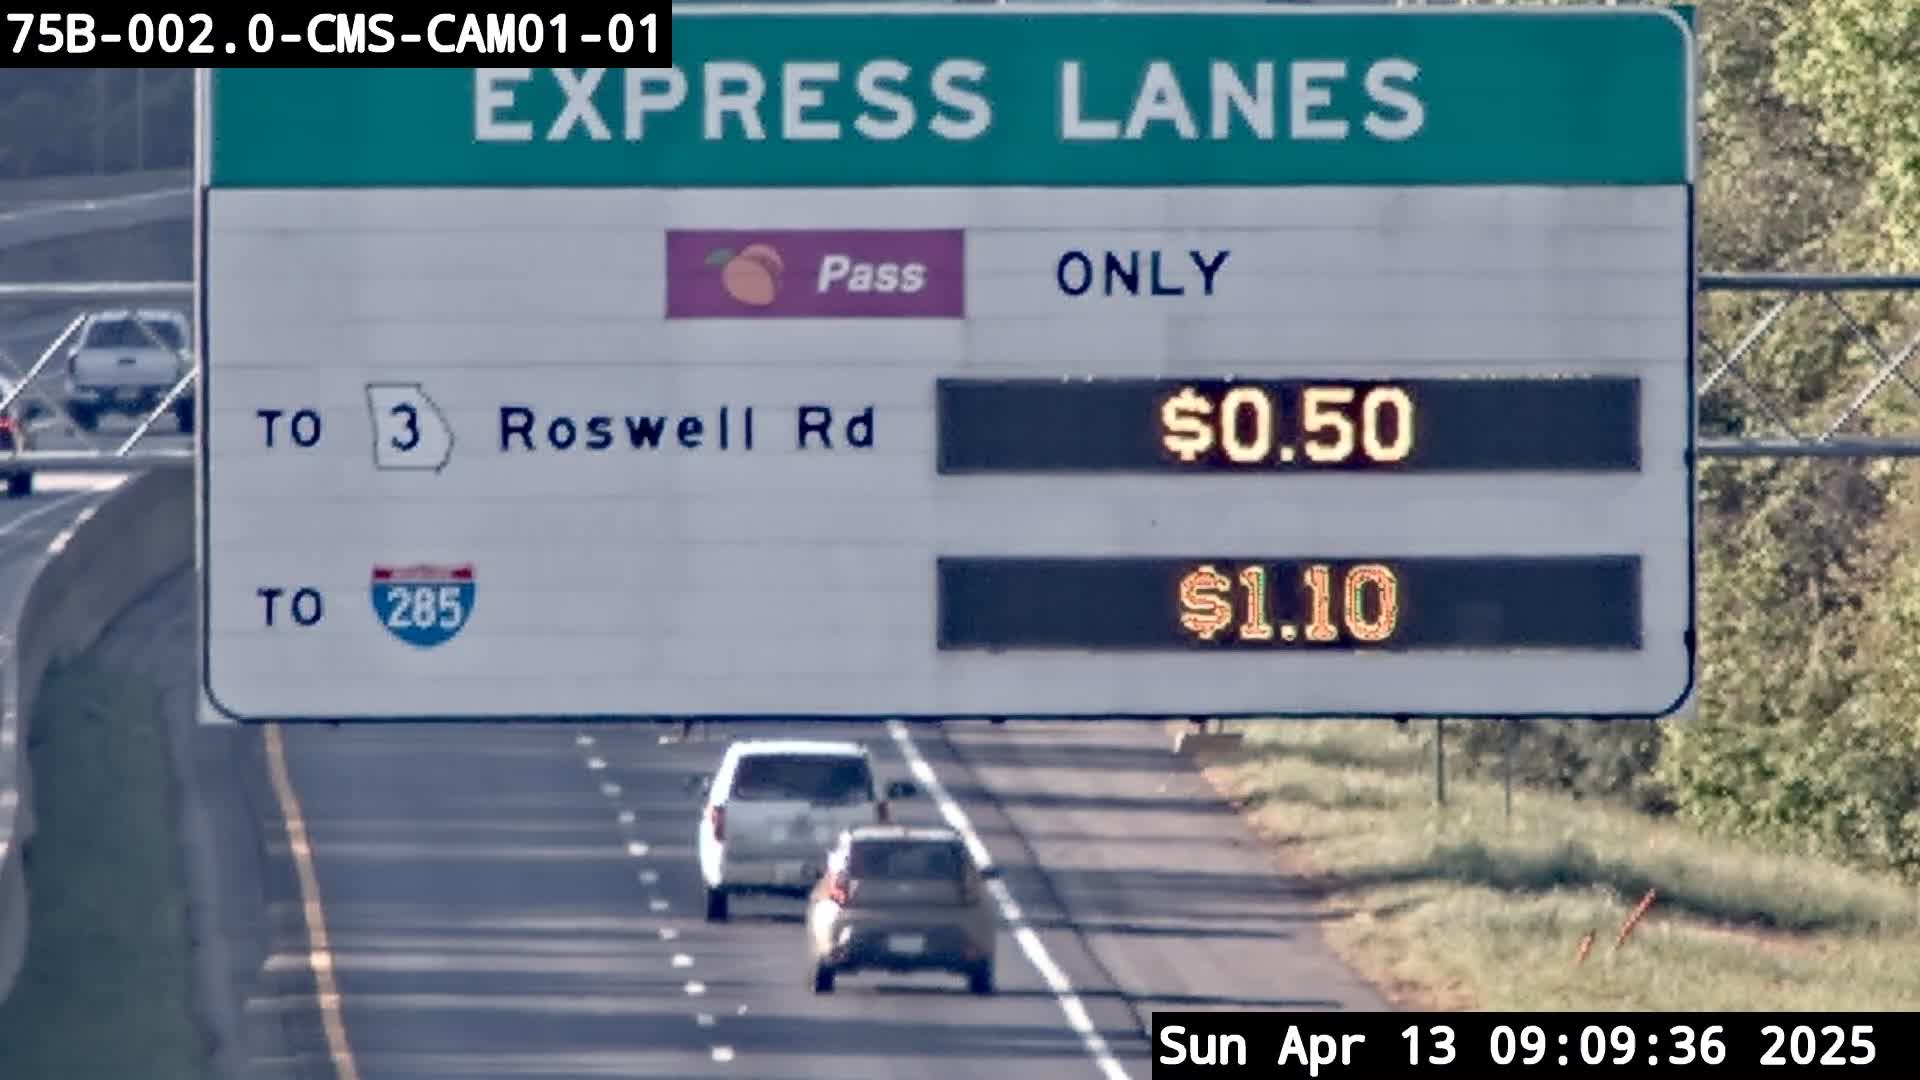 75B-002.0-CMS-CAM01-01
EXPRESS LANES
Pass ONLY
TO 3 Roswell Rd $0.50
TO 285 $1.10
Sun Apr 13 09:09:36 2025